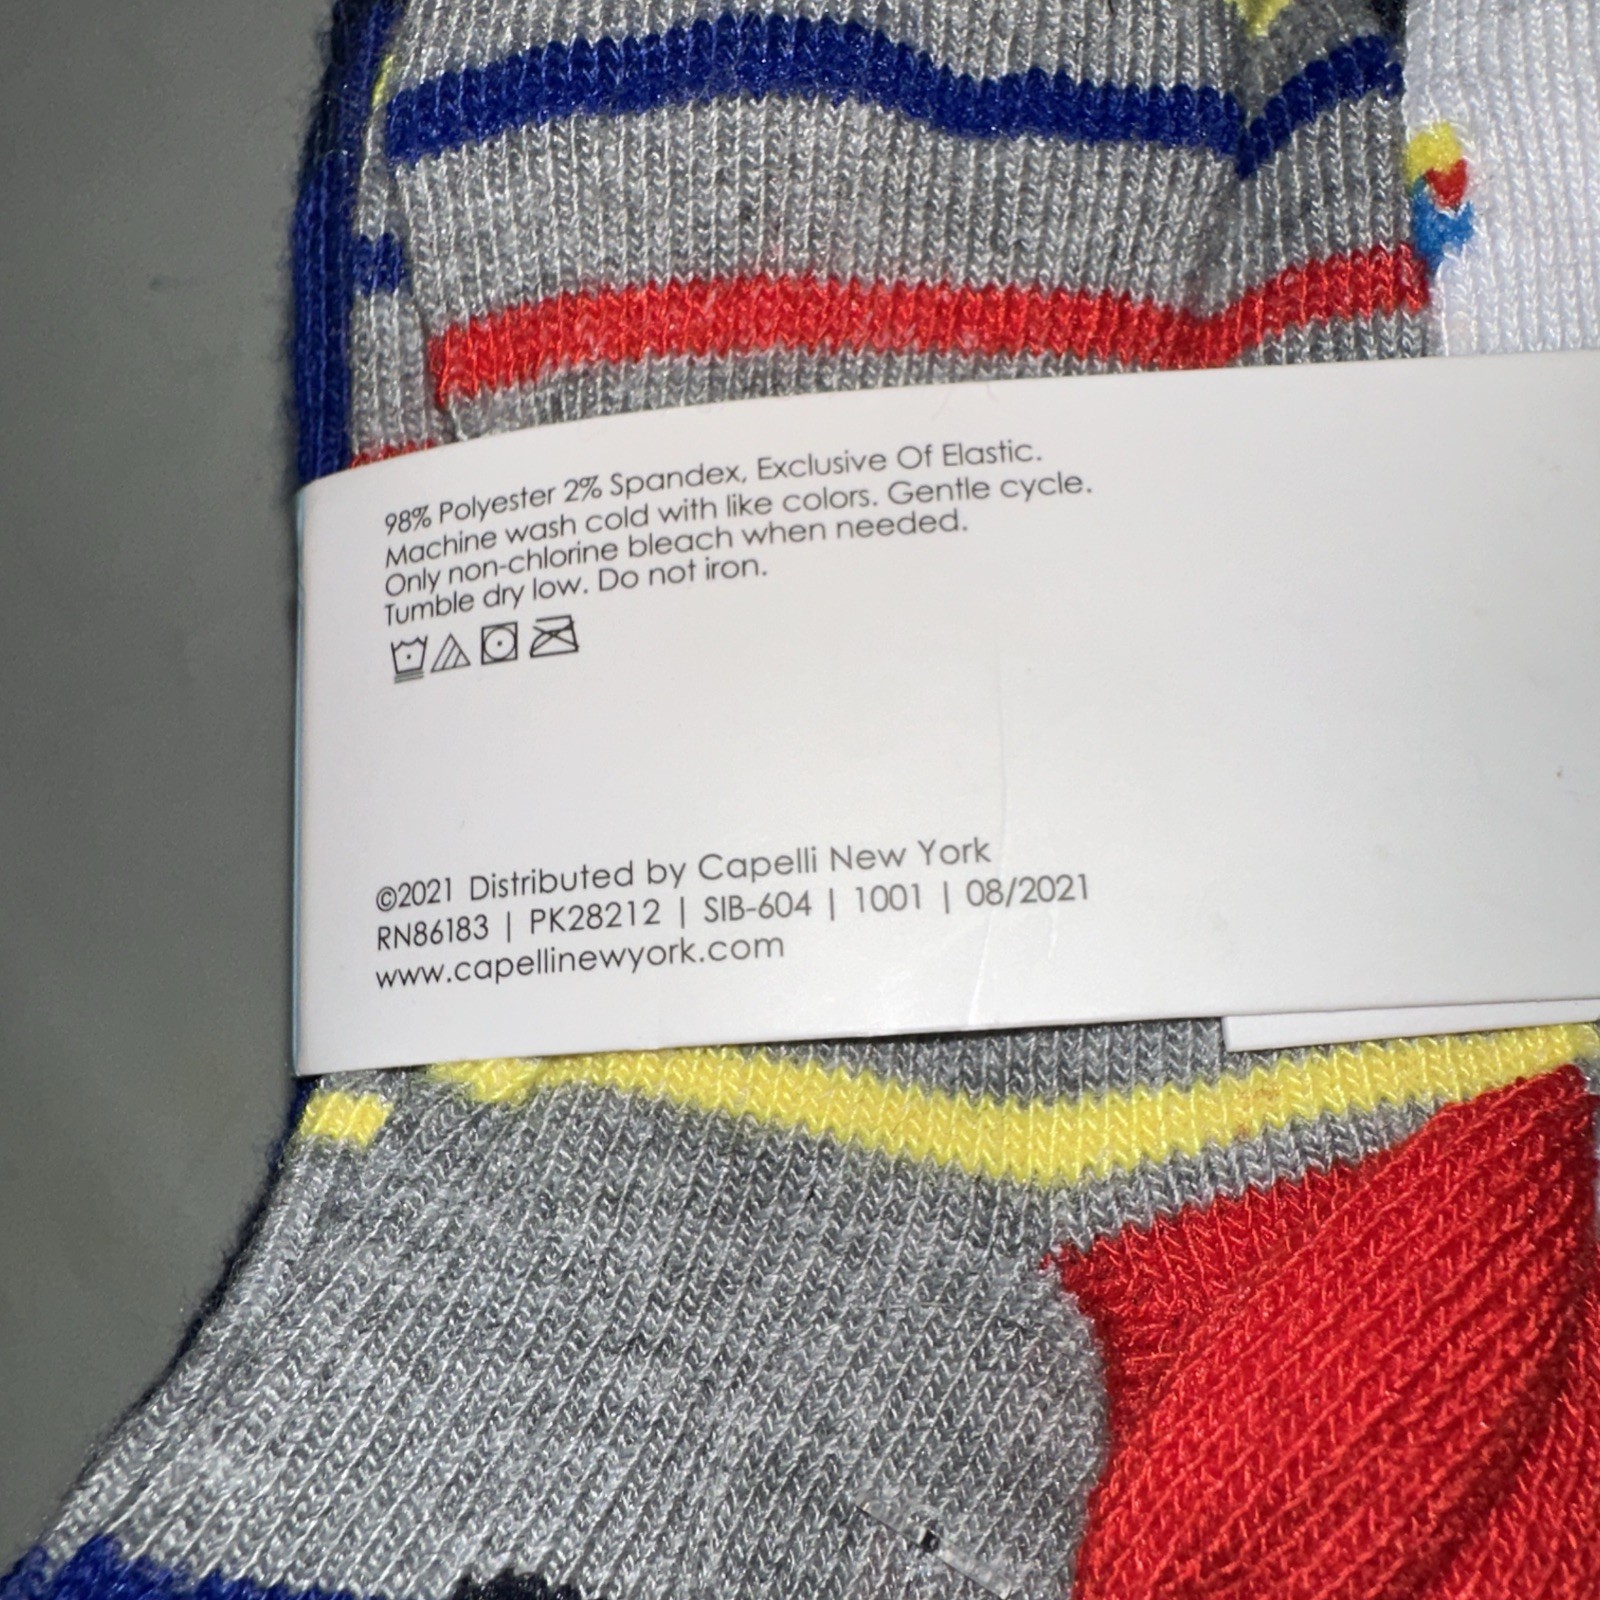 98% Polyester 2% Spandex, Exclusive Of Elastic.
Machine wash cold with like colors. Gentle cycle.
Only non-chlorine bleach when needed.
Tumble dry low. Do not iron.
©2021 Distributed by Capelli New York
RN86183 | PK28212 | SIB-604 | 1001 | 08/2021
www.capellinewyork.com